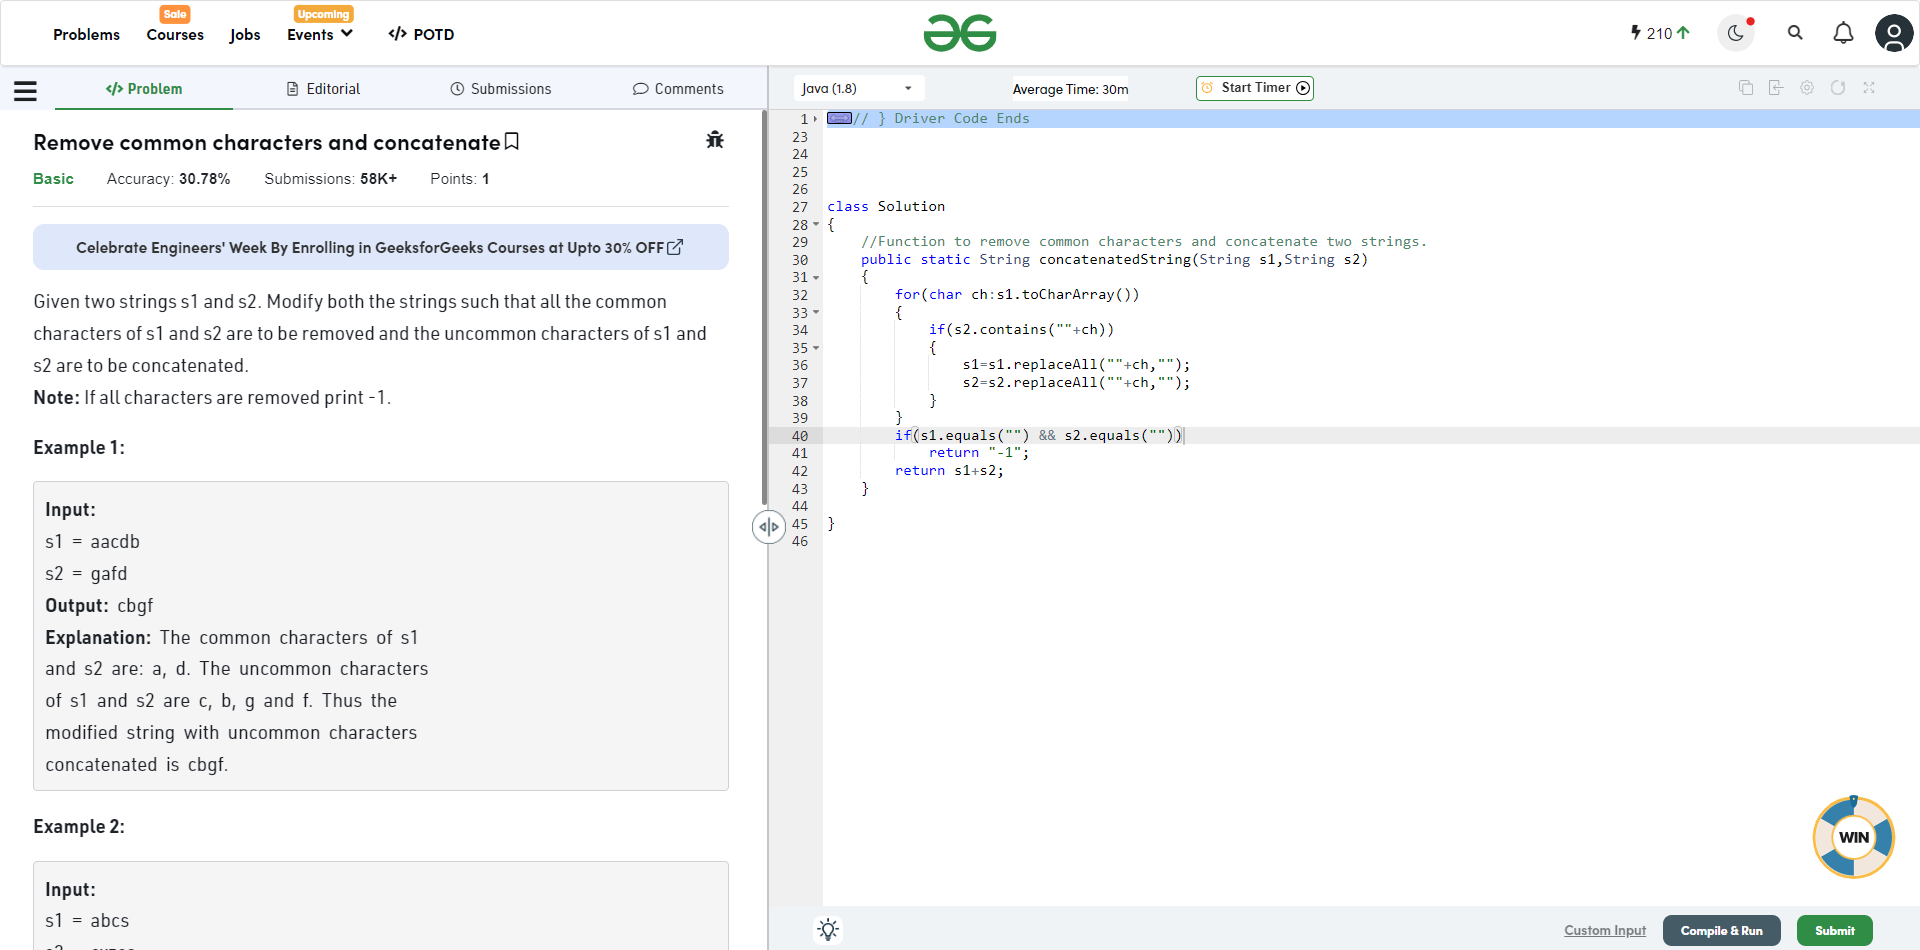 Sale
Upcoming
Problems
Courses
Jobs
Events
</> POTD
210
</> Problem
Editorial
Submissions
Comments
Java (1.8)
Average Time: 30m
Start Timer
Remove common characters and concatenate
Basic
Accuracy: 30.78%
Submissions: 58K+
Points: 1
Celebrate Engineers' Week By Enrolling in GeeksforGeeks Courses at Upto 30% OFF
Given two strings s1 and s2. Modify both the strings such that all the common
characters of s1 and s2 are to be removed and the uncommon characters of s1 and
s2 are to be concatenated.
Note: If all characters are removed print -1.
Example 1:
Input:
s1 = aacdb
s2 = gafd
Output: cbgf
Explanation: The common characters of s1
and s2 are: a, d. The uncommon characters
of s1 and s2 are c, b, g and f. Thus the
modified string with uncommon characters
concatenated is cbgf.
Example 2:
Input:
s1 = abcs
1 // } Driver Code Ends
23
24
25
26
27 class Solution
28 {
29 //Function to remove common characters and concatenate two strings.
30 public static String concatenatedString(String s1,String s2)
31 {
32 for(char ch:s1.toCharArray())
33 {
34 if(s2.contains(""+ch))
35 {
36 s1=s1.replaceAll(""+ch,"");
37 s2=s2.replaceAll(""+ch,"");
38 }
39 }
40 if(s1.equals("") && s2.equals(""))
41 return "-1";
42 return s1+s2;
43 }
44
45 }
46
WIN
Custom Input
Compile & Run
Submit